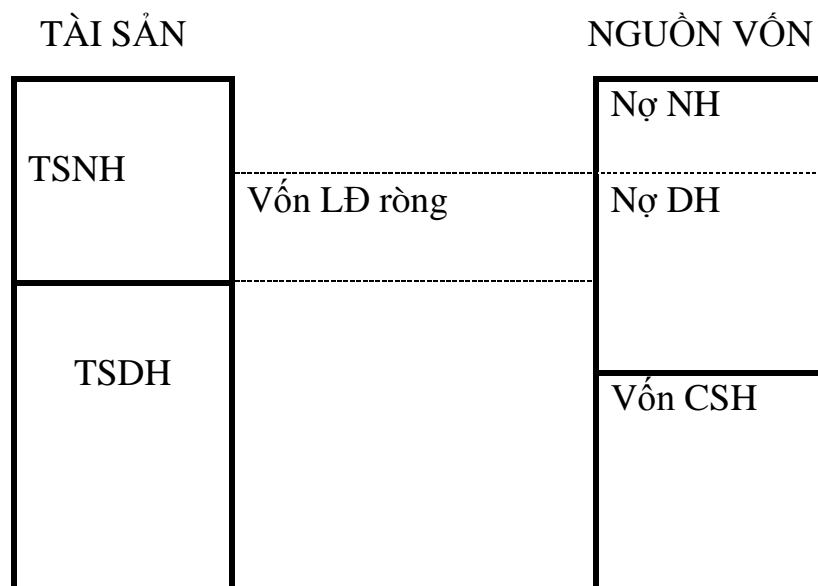 TÀI SẢN
NGUỒN VỐN
Nợ NH
TSNH
Vốn LĐ ròng
Nợ DH
TSDH
Vốn CSH